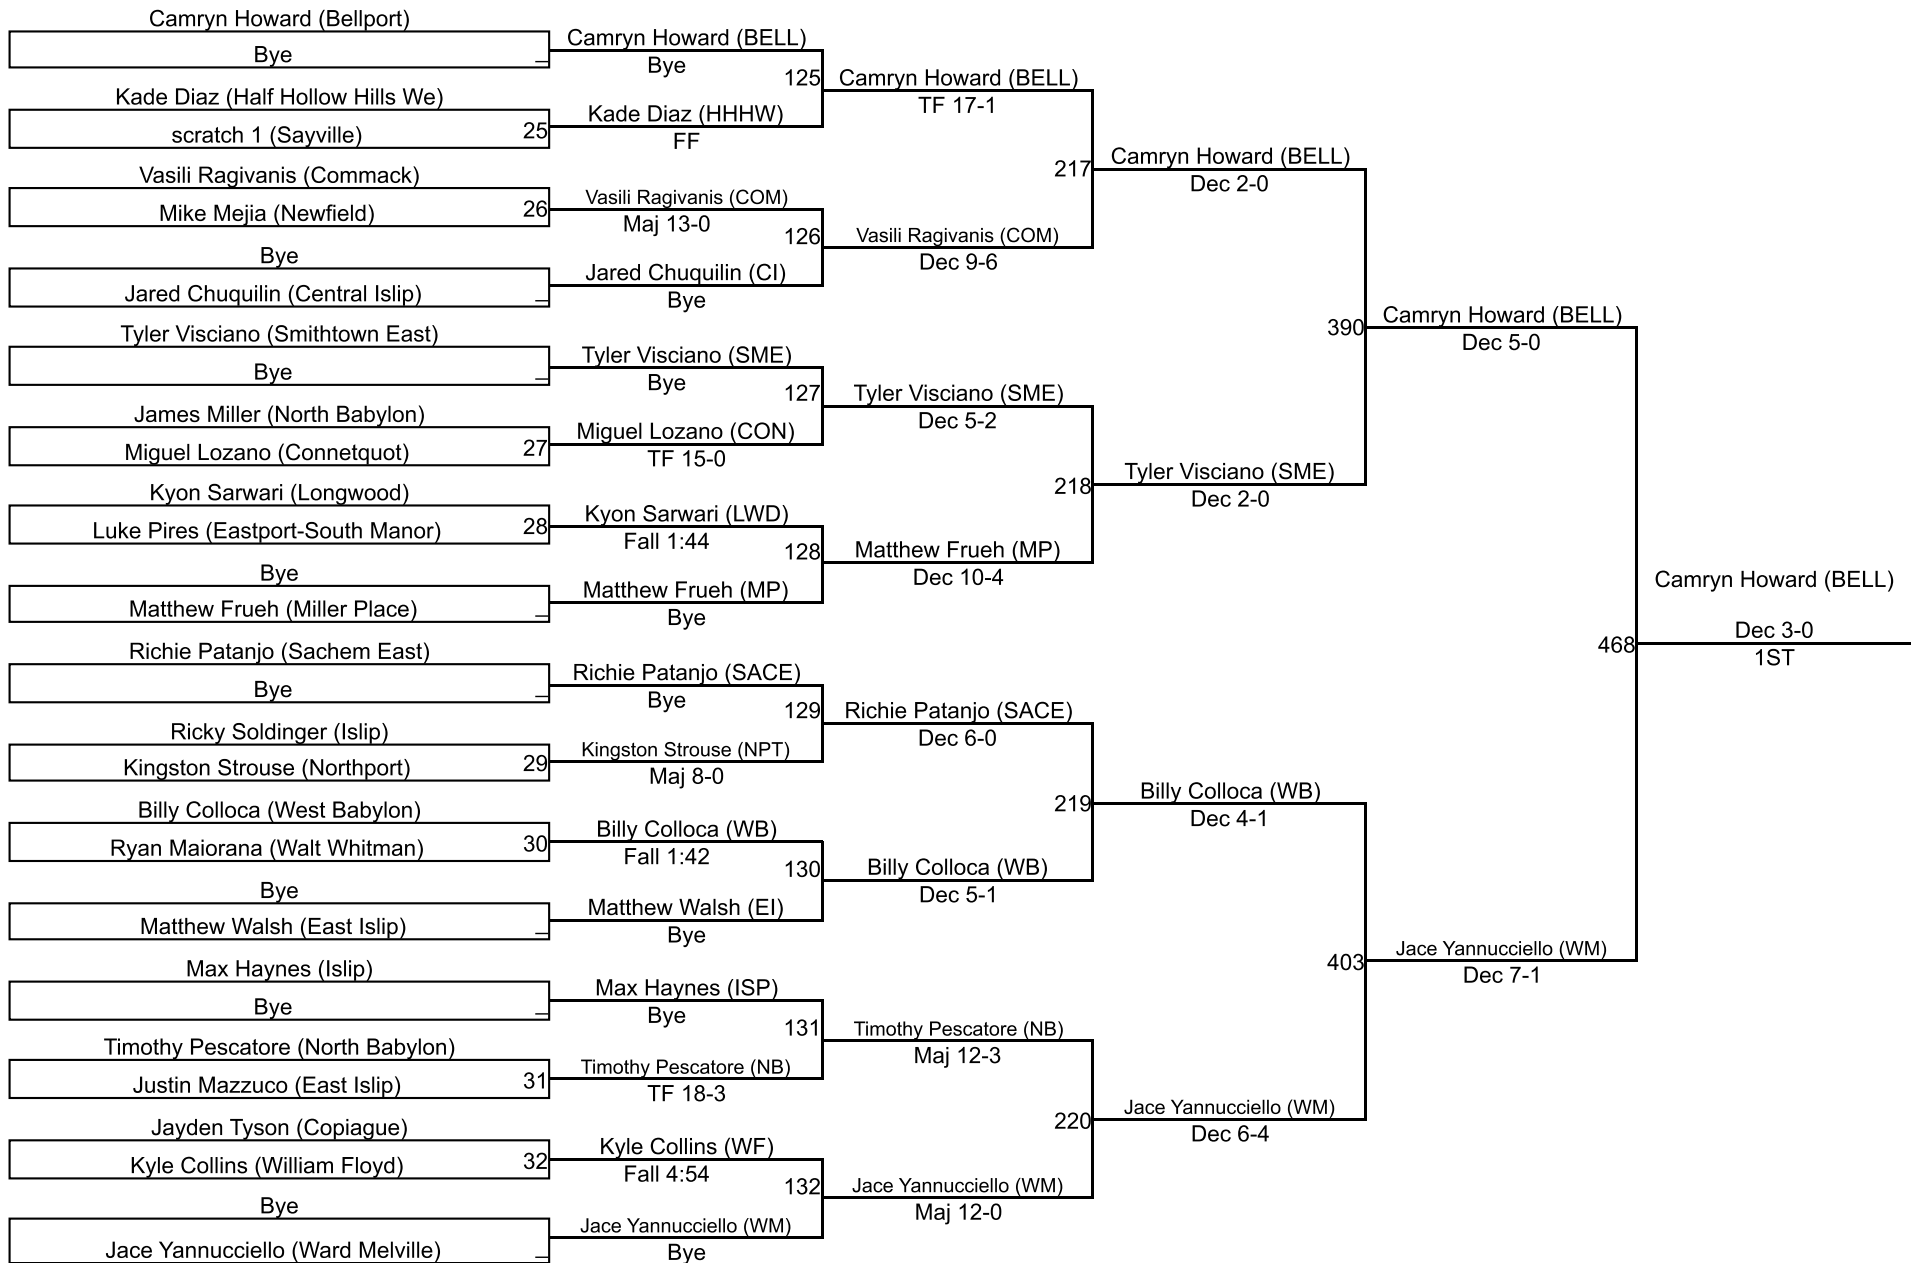 Camryn Howard (Bellport)
Bye
_
Kade Diaz (Half Hollow Hills We)
scratch 1 (Sayville)
25
Vasili Ragivanis (Commack)
Mike Mejia (Newfield)
26
Bye
Jared Chuquilin (Central Islip)
_
Tyler Visciano (Smithtown East)
Bye
_
James Miller (North Babylon)
Miguel Lozano (Connetquot)
27
Kyon Sarwari (Longwood)
Luke Pires (Eastport-South Manor)
28
Bye
Matthew Frueh (Miller Place)
_
Richie Patanjo (Sachem East)
Bye
_
Ricky Soldinger (Islip)
Kingston Strouse (Northport)
29
Billy Colloca (West Babylon)
Ryan Maiorana (Walt Whitman)
30
Bye
Matthew Walsh (East Islip)
_
Max Haynes (Islip)
Bye
_
Timothy Pescatore (North Babylon)
Justin Mazzuco (East Islip)
31
Jayden Tyson (Copiague)
Kyle Collins (William Floyd)
32
Bye
Jace Yannucciello (Ward Melville)
_
Camryn Howard (BELL)
Bye
125
Kade Diaz (HHHW)
FF
Vasili Ragivanis (COM)
Maj 13-0
126
Jared Chuquilin (CI)
Bye
Tyler Visciano (SME)
Bye
127
Miguel Lozano (CON)
TF 15-0
Kyon Sarwari (LWD)
Fall 1:44
128
Matthew Frueh (MP)
Bye
Richie Patanjo (SACE)
Bye
129
Kingston Strouse (NPT)
Maj 8-0
Billy Colloca (WB)
Fall 1:42
130
Matthew Walsh (EI)
Bye
Max Haynes (ISP)
Bye
131
Timothy Pescatore (NB)
TF 18-3
Kyle Collins (WF)
Fall 4:54
132
Jace Yannucciello (WM)
Bye
Camryn Howard (BELL)
TF 17-1
217
Vasili Ragivanis (COM)
Dec 9-6
Tyler Visciano (SME)
Dec 5-2
218
Matthew Frueh (MP)
Dec 10-4
Richie Patanjo (SACE)
Dec 6-0
219
Billy Colloca (WB)
Dec 5-1
Timothy Pescatore (NB)
Maj 12-3
220
Jace Yannucciello (WM)
Maj 12-0
Camryn Howard (BELL)
Dec 2-0
390
Tyler Visciano (SME)
Dec 2-0
Billy Colloca (WB)
Dec 4-1
403
Jace Yannucciello (WM)
Dec 6-4
Camryn Howard (BELL)
Dec 5-0
468
Jace Yannucciello (WM)
Dec 7-1
Camryn Howard (BELL)
Dec 3-0
1ST